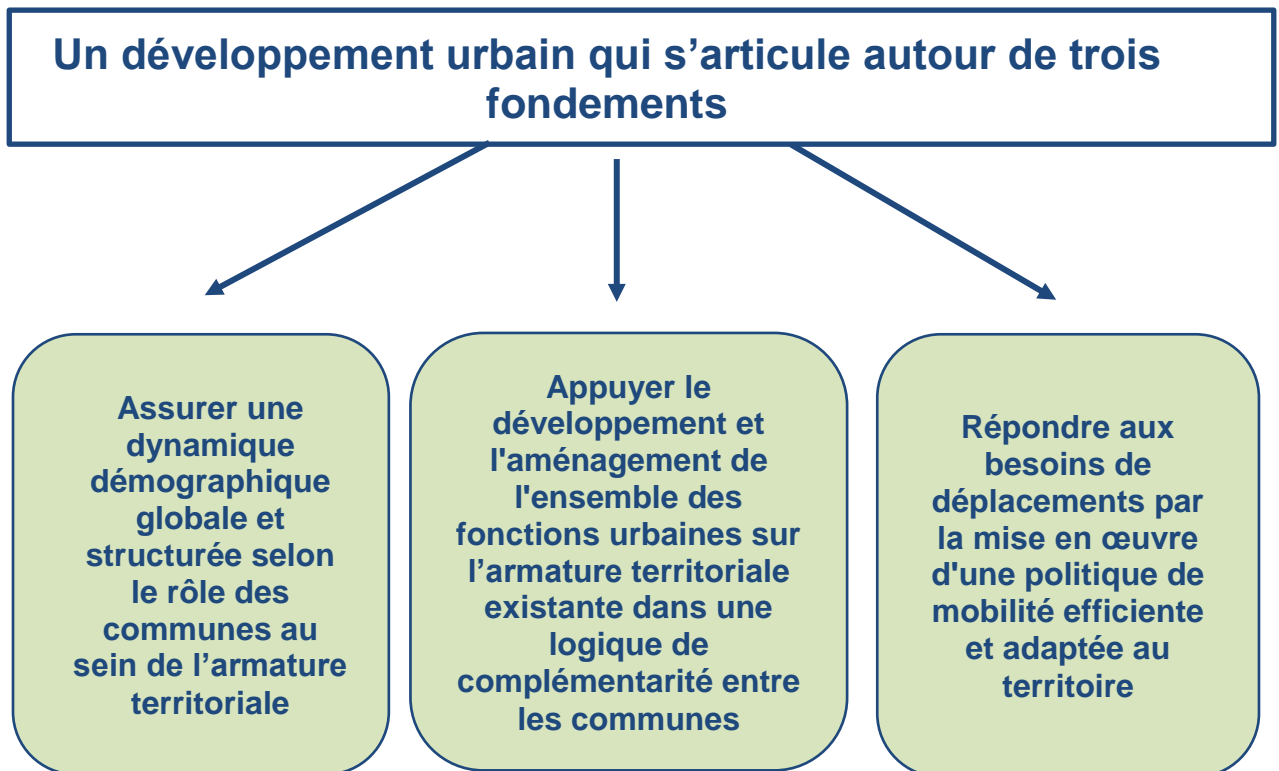 Un développement urbain qui s’articule autour de trois
fondements
Assurer une
dynamique
démographique
globale et
structurée selon
le rôle des
communes au
sein de l’armature
territoriale
Appuyer le
développement et
l'aménagement de
l'ensemble des
fonctions urbaines sur
l’armature territoriale
existante dans une
logique de
complémentarité entre
les communes
Répondre aux
besoins de
déplacements par
la mise en œuvre
d'une politique de
mobilité efficiente
et adaptée au
territoire